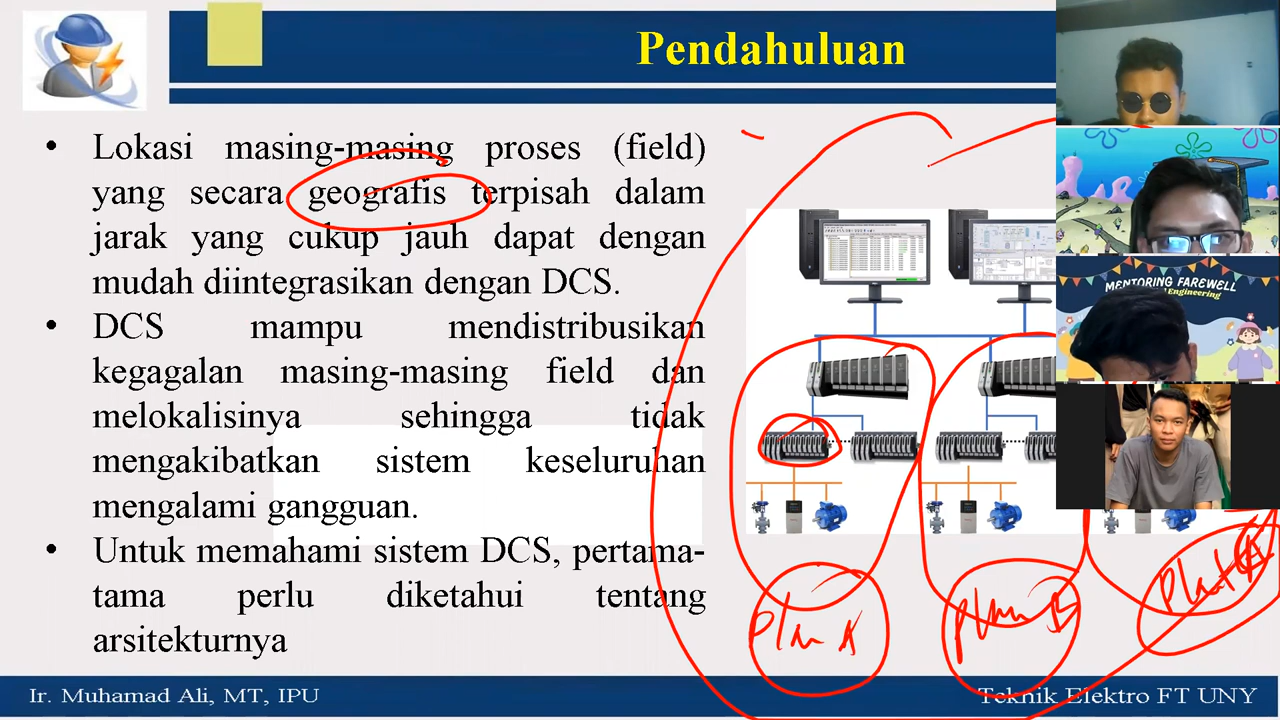 Pendahuluan
• Lokasi masing-masing proses (field)
yang secara geografis terpisah dalam
jarak yang cukup jauh dapat dengan
mudah diintegrasikan dengan DCS.
• DCS mampu mendistribusikan
kegagalan masing-masing field dan
melokalisinya sehingga tidak
mengakibatkan sistem keseluruhan
mengalami gangguan.
• Untuk memahami sistem DCS, pertama-
tama perlu diketahui tentang
arsitekturnya
MENTORING FAREWELL
Engineering
Plan A
Plan B
Ir. Muhamad Ali, MT, IPU
Teknik Elektro FT UNY